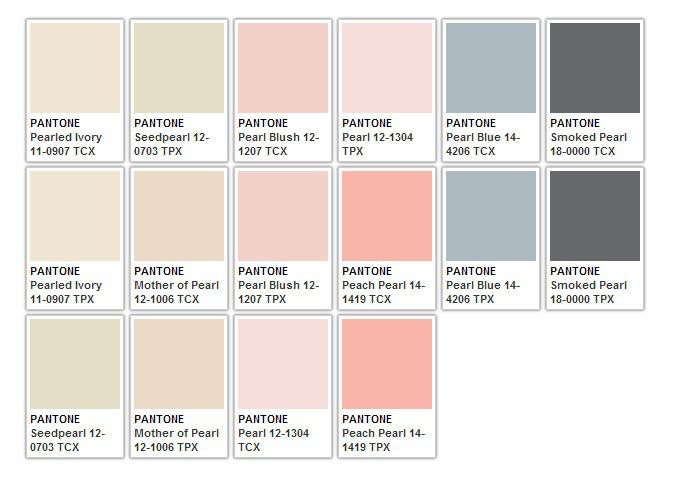 PANTONE
Pearled Ivory
11-0907 TCX
PANTONE
Seedpearl 12-
0703 TPX
PANTONE
Pearl Blush 12-
1207 TCX
PANTONE
Pearl 12-1304
TPX
PANTONE
Pearl Blue 14-
4206 TCX
PANTONE
Smoked Pearl
18-0000 TCX
PANTONE
Pearled Ivory
11-0907 TPX
PANTONE
Mother of Pearl
12-1006 TCX
PANTONE
Pearl Blush 12-
1207 TPX
PANTONE
Peach Pearl 14-
1419 TCX
PANTONE
Pearl Blue 14-
4206 TPX
PANTONE
Smoked Pearl
18-0000 TPX
PANTONE
Seedpearl 12-
0703 TCX
PANTONE
Mother of Pearl
12-1006 TPX
PANTONE
Pearl 12-1304
TCX
PANTONE
Peach Pearl 14-
1419 TPX